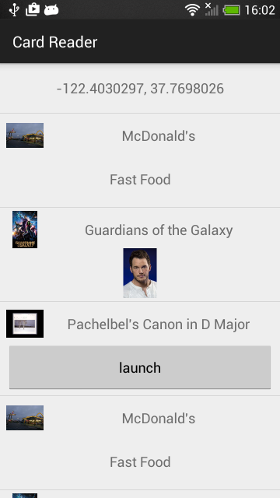 16:02
Card Reader
-122.4030297, 37.7698026
McDonald's
Fast Food
Guardians of the Galaxy
Pachelbel's Canon in D Major
launch
McDonald's
Fast Food